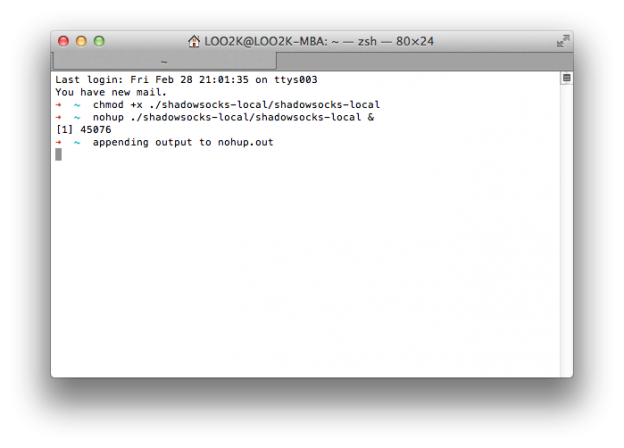 LOO2K@LOO2K-MBA: ~ — zsh — 80×24
~
Last login: Fri Feb 28 21:01:35 on ttys003
You have new mail.
➜  ~  chmod +x ./shadowsocks-local/shadowsocks-local
➜  ~  nohup ./shadowsocks-local/shadowsocks-local &
[1] 45076
➜  ~  appending output to nohup.out